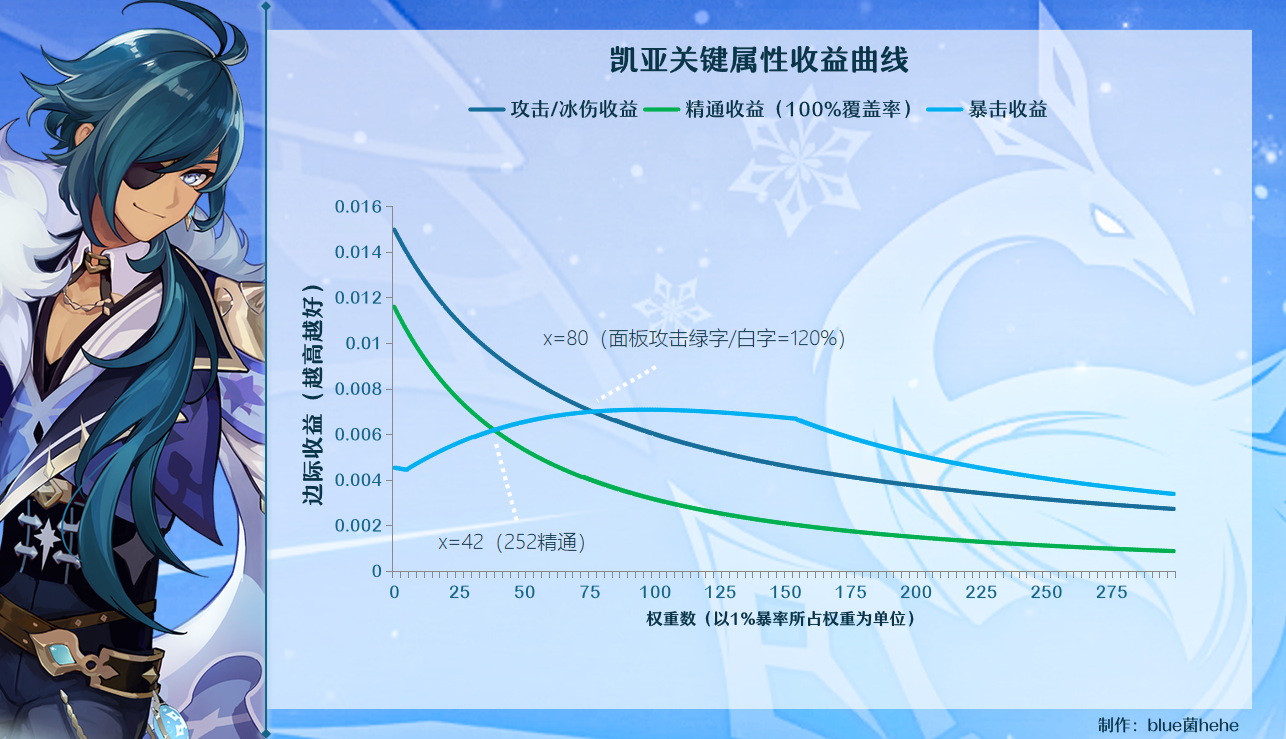 凯亚关键属性收益曲线
攻击/冰伤收益 精通收益（100%覆盖率） 暴击收益
边际收益（越高越好）
0.016
0.014
0.012
0.01
0.008
0.006
0.004
0.002
0
x=80（面板攻击绿字/白字=120%）
x=42（252精通）
0 25 50 75 100 125 150 175 200 225 250 275
权重数（以1%暴率所占权重为单位）
制作：blue菌hehe